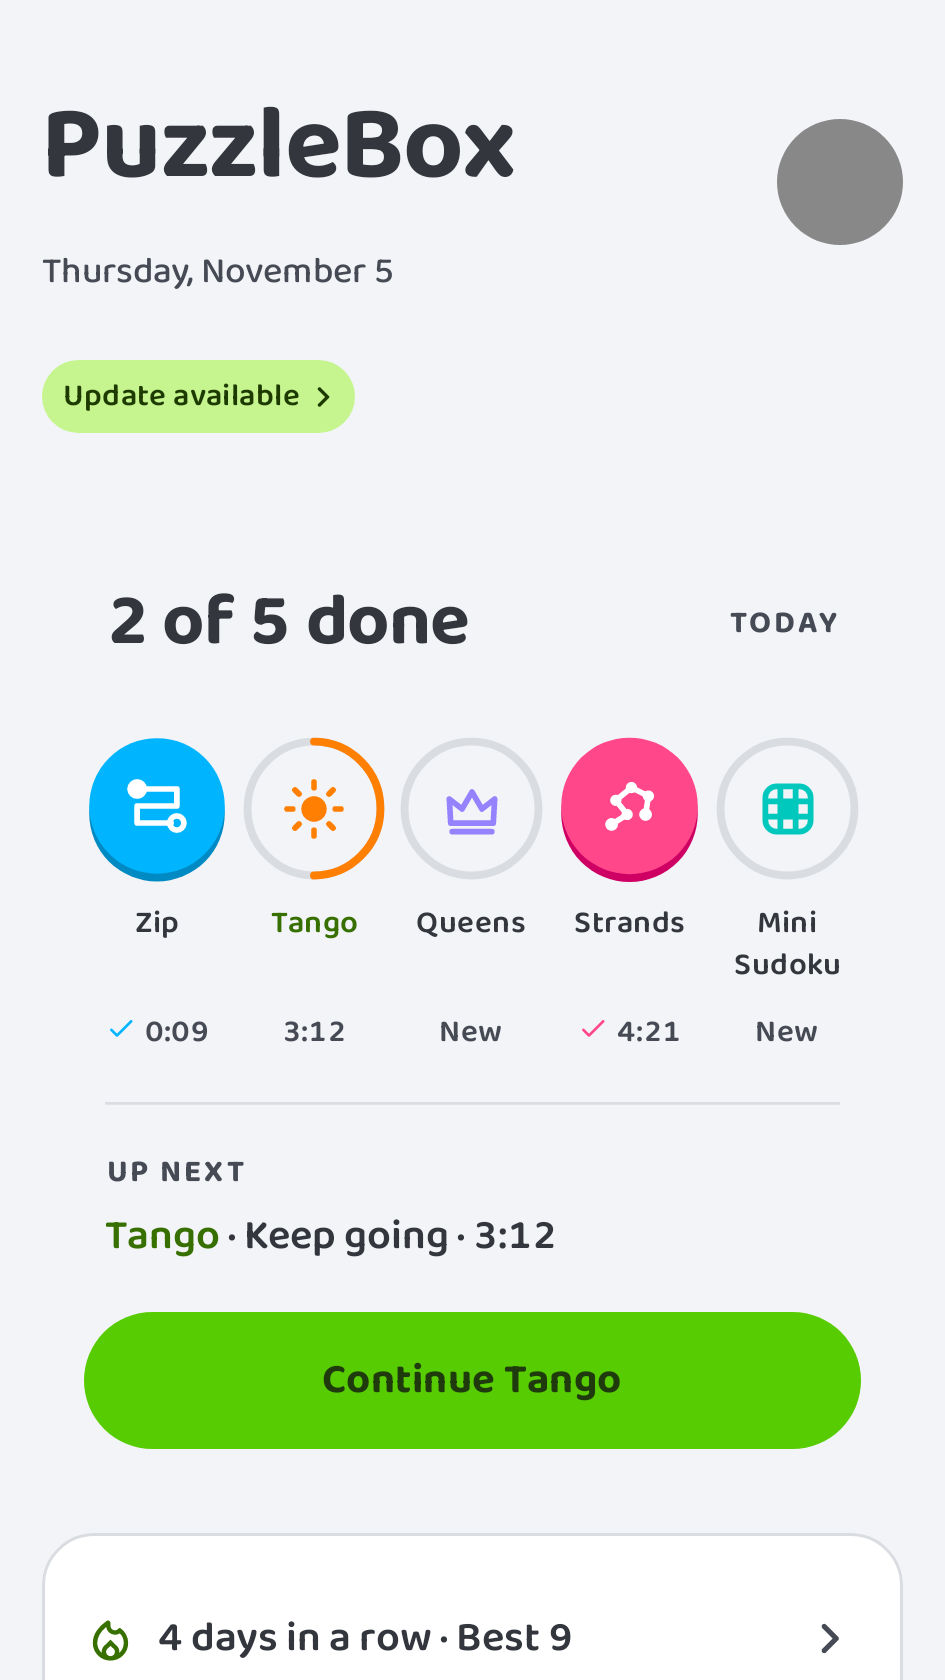 PuzzleBox
Thursday, November 5
Update available
2 of 5 done
TODAY
Zip
Tango
Queens
Strands
Mini
Sudoku
0:09
3:12
New
4:21
New
UP NEXT
Tango · Keep going · 3:12
Continue Tango
4 days in a row · Best 9